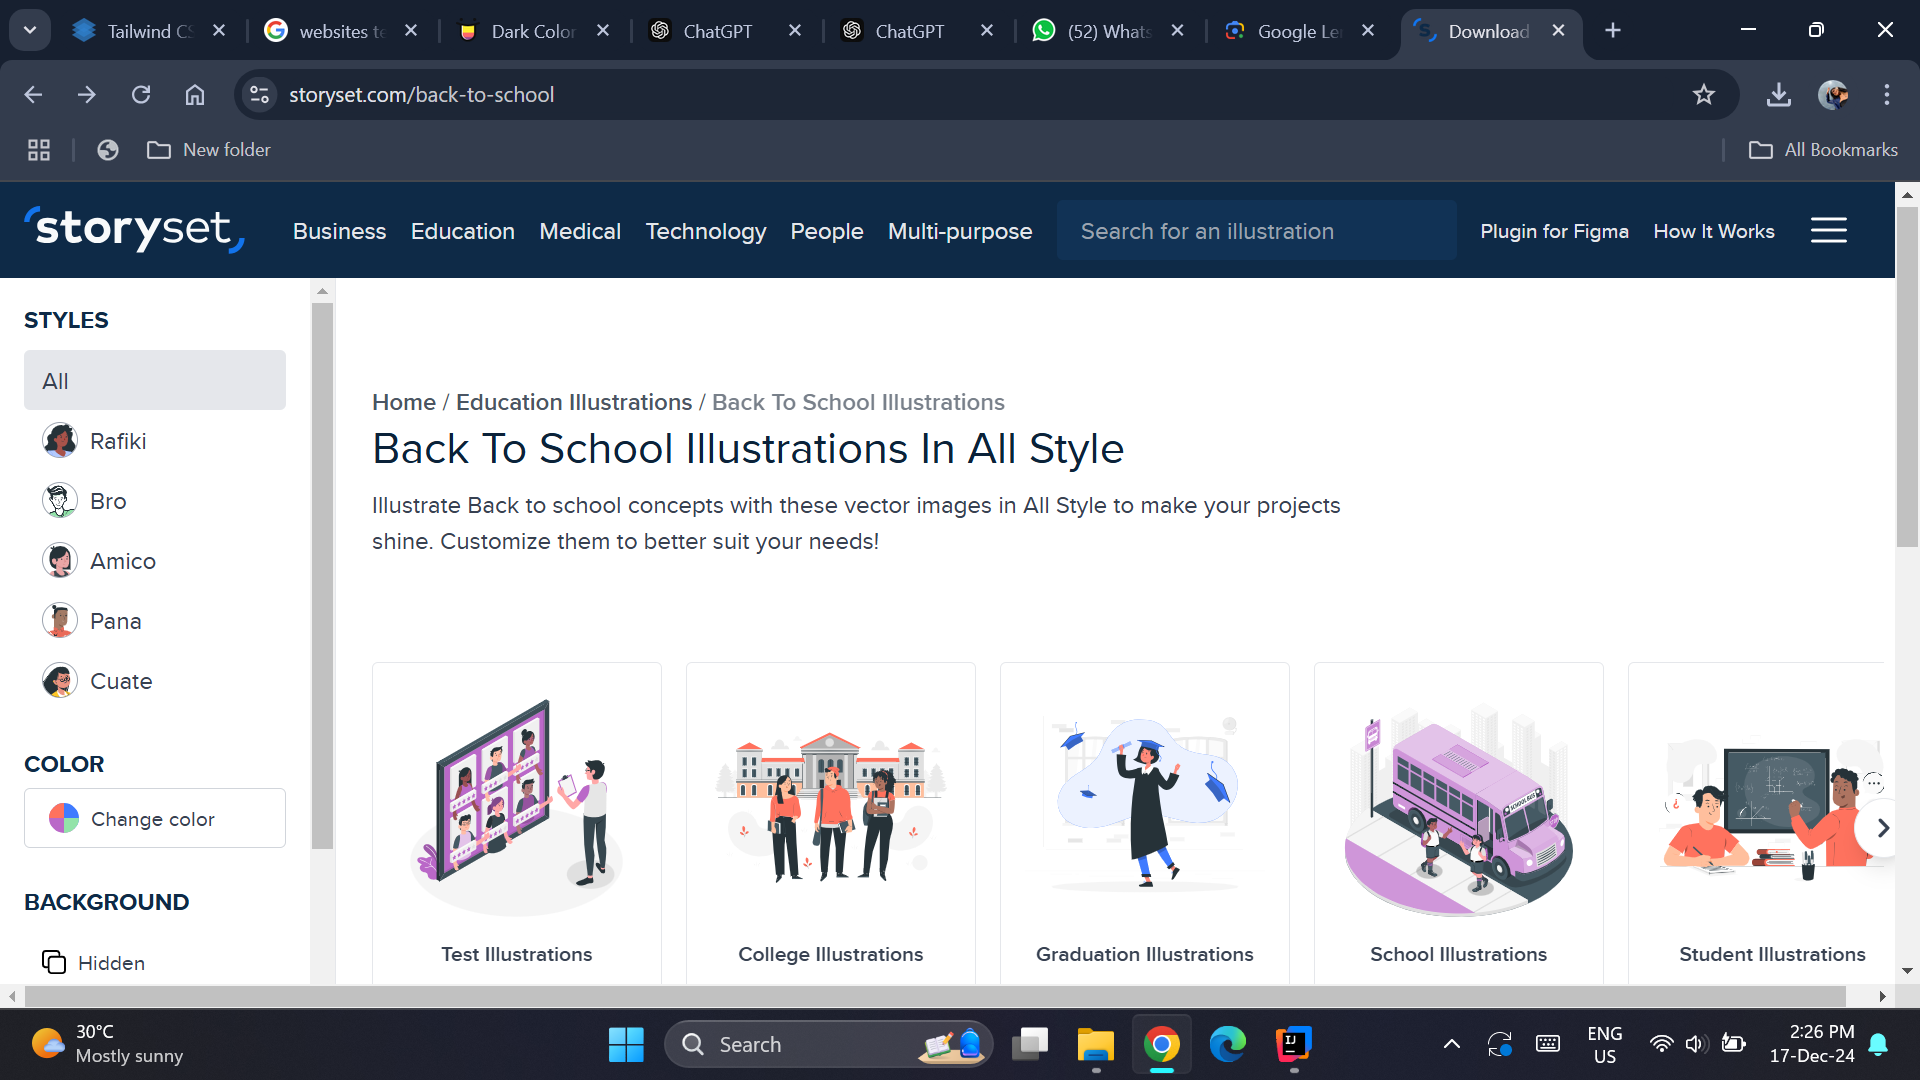 Tailwind CS
websites te
Dark Color
ChatGPT
ChatGPT
(52) Whats
Google Le
Download
storyset.com/back-to-school
New folder
All Bookmarks
storyset
Business
Education
Medical
Technology
People
Multi-purpose
Search for an illustration
Plugin for Figma
How It Works
STYLES
All
Rafiki
Bro
Amico
Pana
Cuate
COLOR
Change color
BACKGROUND
Hidden
Home / Education Illustrations / Back To School Illustrations
Back To School Illustrations In All Style
Illustrate Back to school concepts with these vector images in All Style to make your projects
shine. Customize them to better suit your needs!
SCHOOL BUS
Test Illustrations
College Illustrations
Graduation Illustrations
School Illustrations
Student Illustrations
30°C
Mostly sunny
Search
IJ
ENG
US
2:26 PM
17-Dec-24